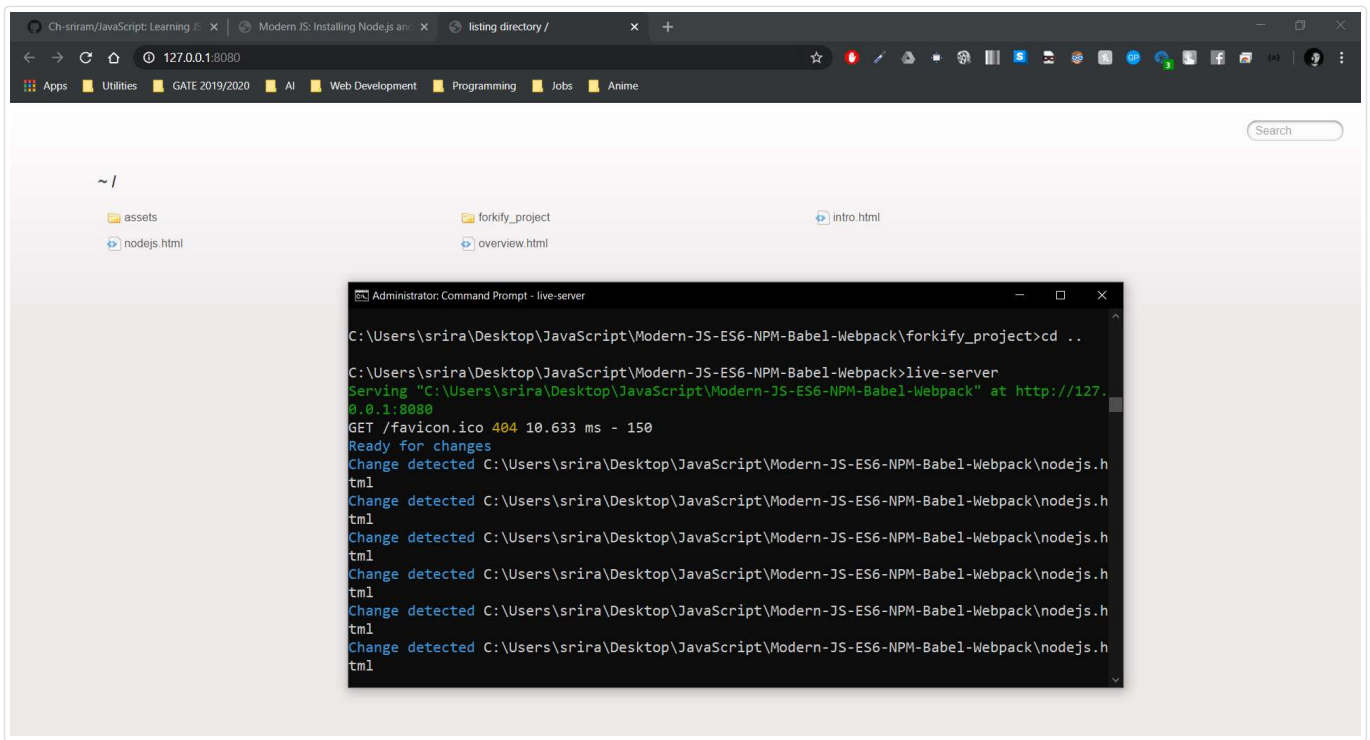 Ch-sriram/JavaScript: Learning JS
Modern JS: Installing Node.js and
listing directory /
127.0.0.1:8080
S
GP
3
Apps
Utilities
GATE 2019/2020
AI
Web Development
Programming
Jobs
Anime
Search
~ /
assets
forkify_project
intro.html
nodejs.html
overview.html
Administrator: Command Prompt - live-server
C:\Users\srira\Desktop\JavaScript\Modern-JS-ES6-NPM-Babel-Webpack\forkify_project>cd ..
C:\Users\srira\Desktop\JavaScript\Modern-JS-ES6-NPM-Babel-Webpack>live-server
Serving "C:\Users\srira\Desktop\JavaScript\Modern-JS-ES6-NPM-Babel-Webpack" at http://127.
0.0.1:8080
GET /favicon.ico 404 10.633 ms - 150
Ready for changes
Change detected C:\Users\srira\Desktop\JavaScript\Modern-JS-ES6-NPM-Babel-Webpack\nodejs.h
tml
Change detected C:\Users\srira\Desktop\JavaScript\Modern-JS-ES6-NPM-Babel-Webpack\nodejs.h
tml
Change detected C:\Users\srira\Desktop\JavaScript\Modern-JS-ES6-NPM-Babel-Webpack\nodejs.h
tml
Change detected C:\Users\srira\Desktop\JavaScript\Modern-JS-ES6-NPM-Babel-Webpack\nodejs.h
tml
Change detected C:\Users\srira\Desktop\JavaScript\Modern-JS-ES6-NPM-Babel-Webpack\nodejs.h
tml
Change detected C:\Users\srira\Desktop\JavaScript\Modern-JS-ES6-NPM-Babel-Webpack\nodejs.h
tml